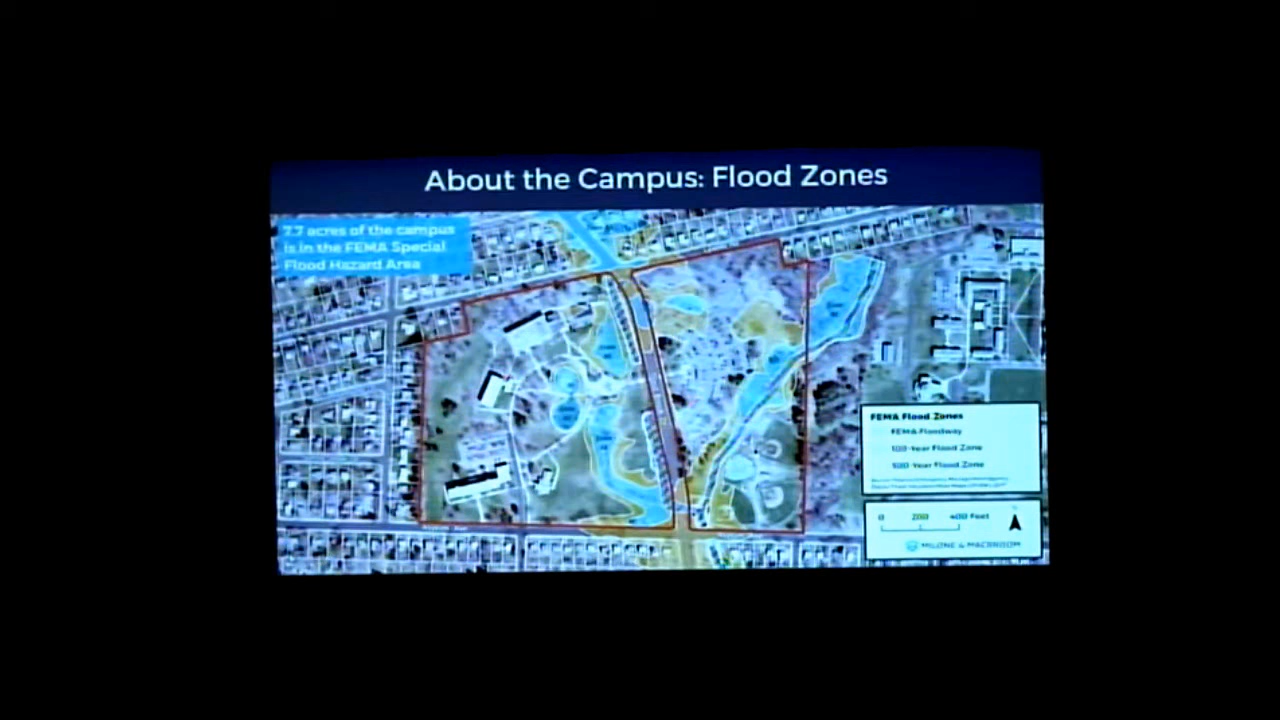 About the Campus: Flood Zones
7.7 acres of the campus
is in the FEMA Special
Flood Hazard Area
FEMA Flood Zones
FEMA Floodway
100-Year Flood Zone
500-Year Flood Zone
0 200 400 Feet
MILONE & MACBROOM